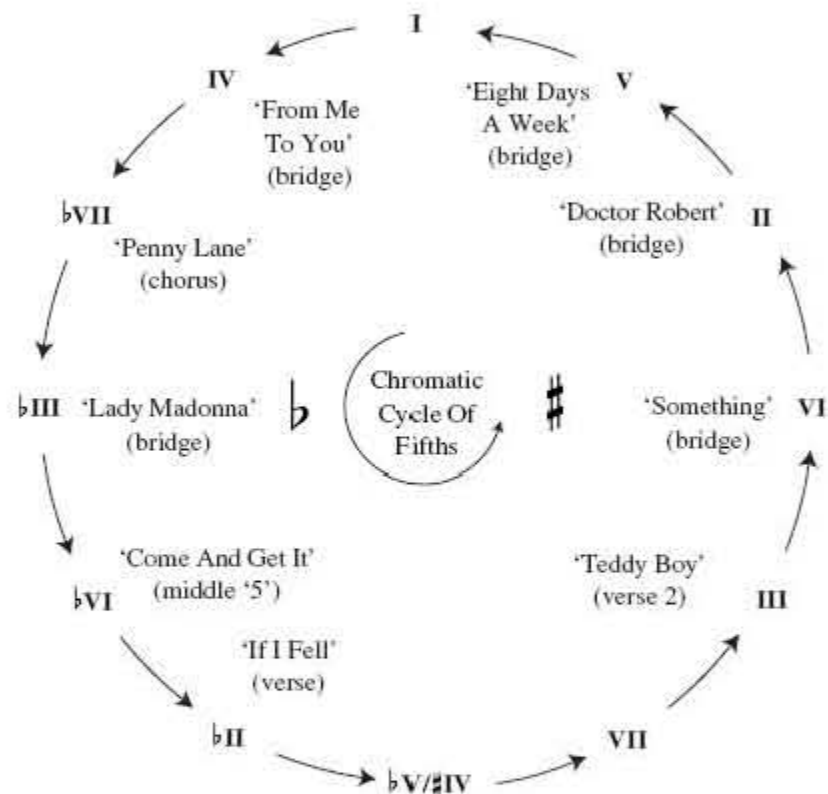 I
IV
V
‘From Me
To You’
(bridge)
‘Eight Days
A Week’
(bridge)
♭VII
‘Doctor Robert’
(bridge)
II
‘Penny Lane’
(chorus)
♭III
‘Lady Madonna’
(bridge)
♭
Chromatic
Cycle Of
Fifths
♯
‘Something’
(bridge)
VI
‘Come And Get It’
(middle ‘5’)
♭VI
‘Teddy Boy’
(verse 2)
III
‘If I Fell’
(verse)
♭II
VII
♭V/♯IV